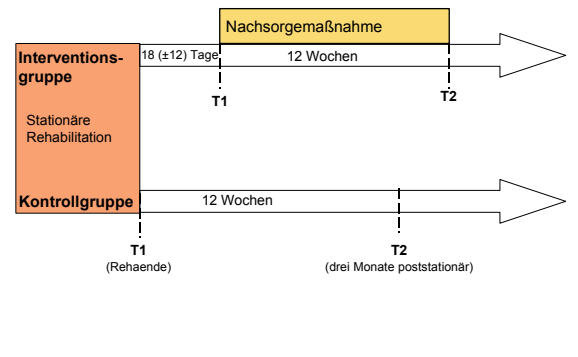 Nachsorgemaßnahme
Interventions-
gruppe
18 (±12) Tage
12 Wochen
T1
T2
Stationäre
Rehabilitation
Kontrollgruppe
12 Wochen
T1
(Rehaende)
T2
(drei Monate poststationär)